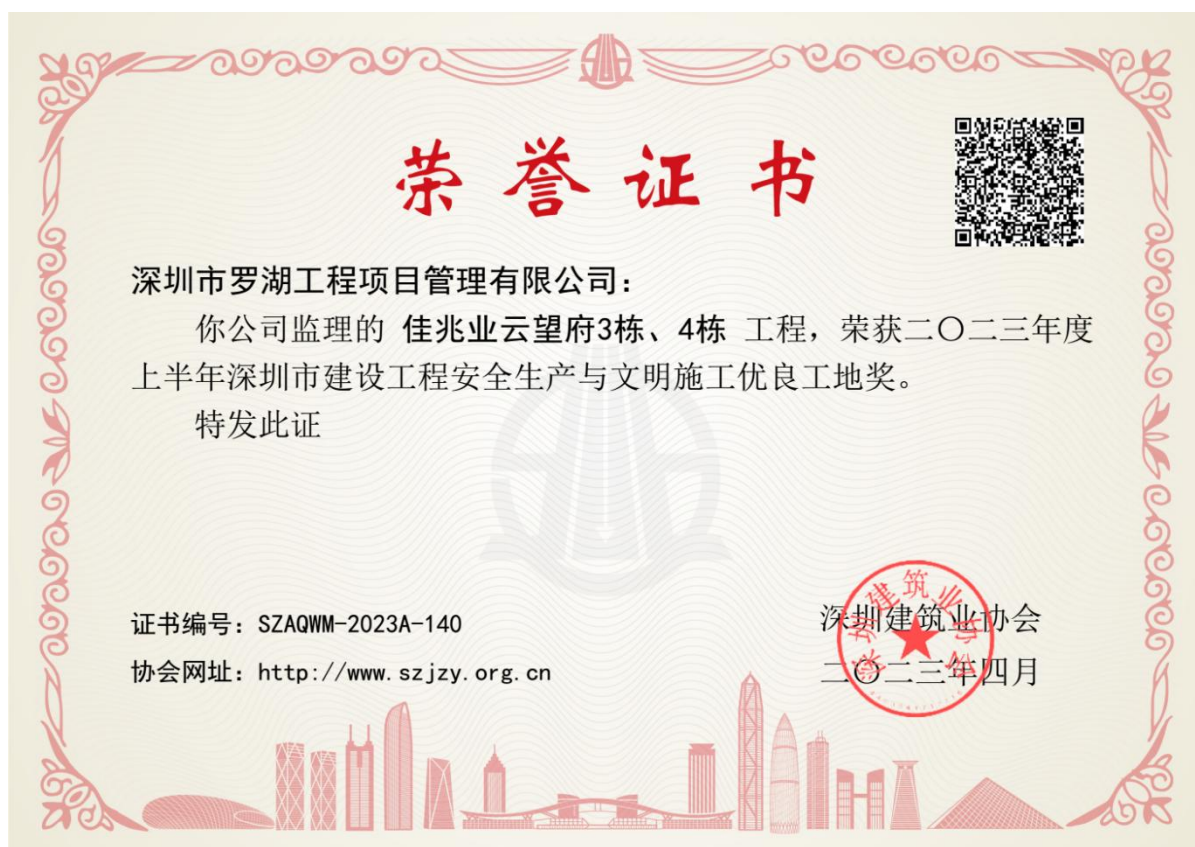 荣誉证书
深圳市罗湖工程项目管理有限公司：
你公司监理的 佳兆业云望府3栋、4栋 工程，荣获二〇二三年度
上半年深圳市建设工程安全生产与文明施工优良工地奖。
特发此证
证书编号：SZAQWM-2023A-140
深圳建筑业协会
协会网址：http://www.szjzy.org.cn
二〇二三年四月
深圳建筑业协会